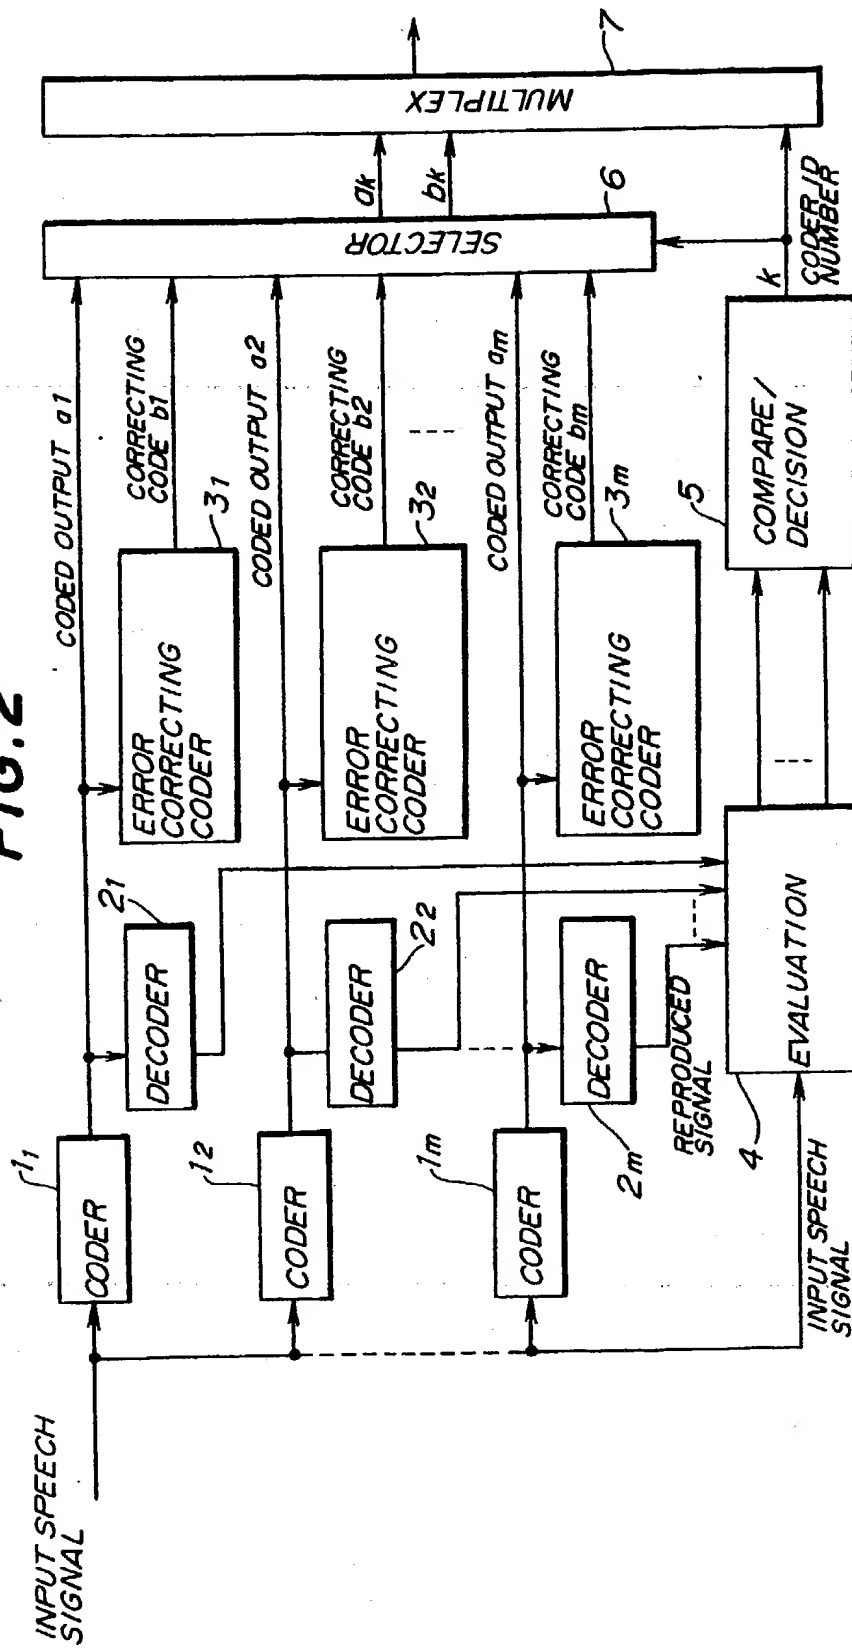 FIG. 2
INPUT SPEECH
SIGNAL
CODER
11
DECODER
21
ERROR
CORRECTING
CODER
31
CODED OUTPUT a1
CORRECTING
CODE b1
CODER
12
DECODER
22
ERROR
CORRECTING
CODER
32
CODED OUTPUT a2
CORRECTING
CODE b2
CODER
1m
DECODER
2m
ERROR
CORRECTING
CODER
3m
CODED OUTPUT am
CORRECTING
CODE bm
REPRODUCED
SIGNAL
INPUT SPEECH
SIGNAL
EVALUATION
4
COMPARE/
DECISION
5
k
CODER ID
NUMBER
SELECTOR
6
ak
bk
MULTIPLEX
7